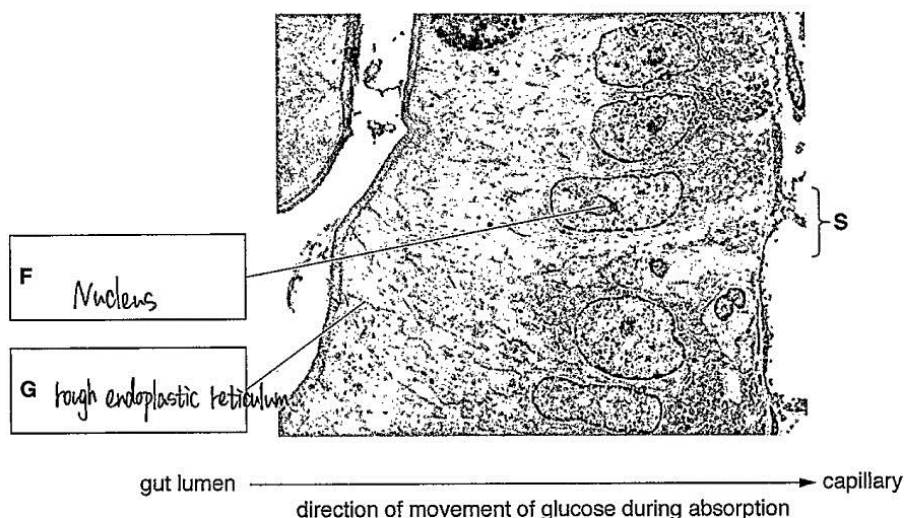 S
F
Nucleus
G rough endoplastic reticulum
gut lumen
capillary
direction of movement of glucose during absorption